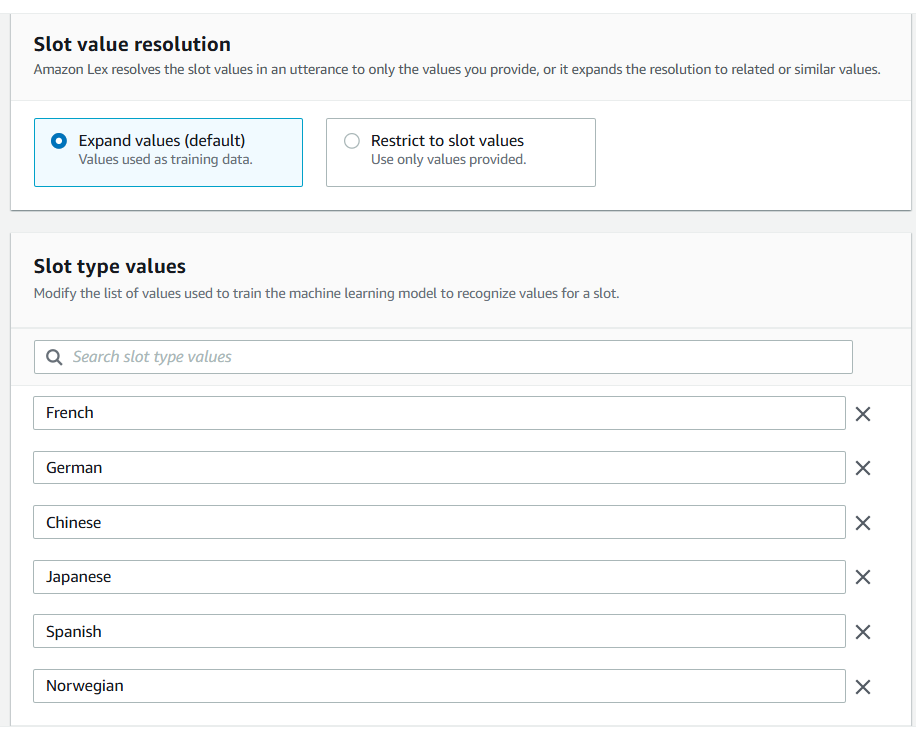 Slot value resolution
Amazon Lex resolves the slot values in an utterance to only the values you provide, or it expands the resolution to related or similar values.
Expand values (default)
Values used as training data.
Restrict to slot values
Use only values provided.
Slot type values
Modify the list of values used to train the machine learning model to recognize values for a slot.
Search slot type values
French
German
Chinese
Japanese
Spanish
Norwegian